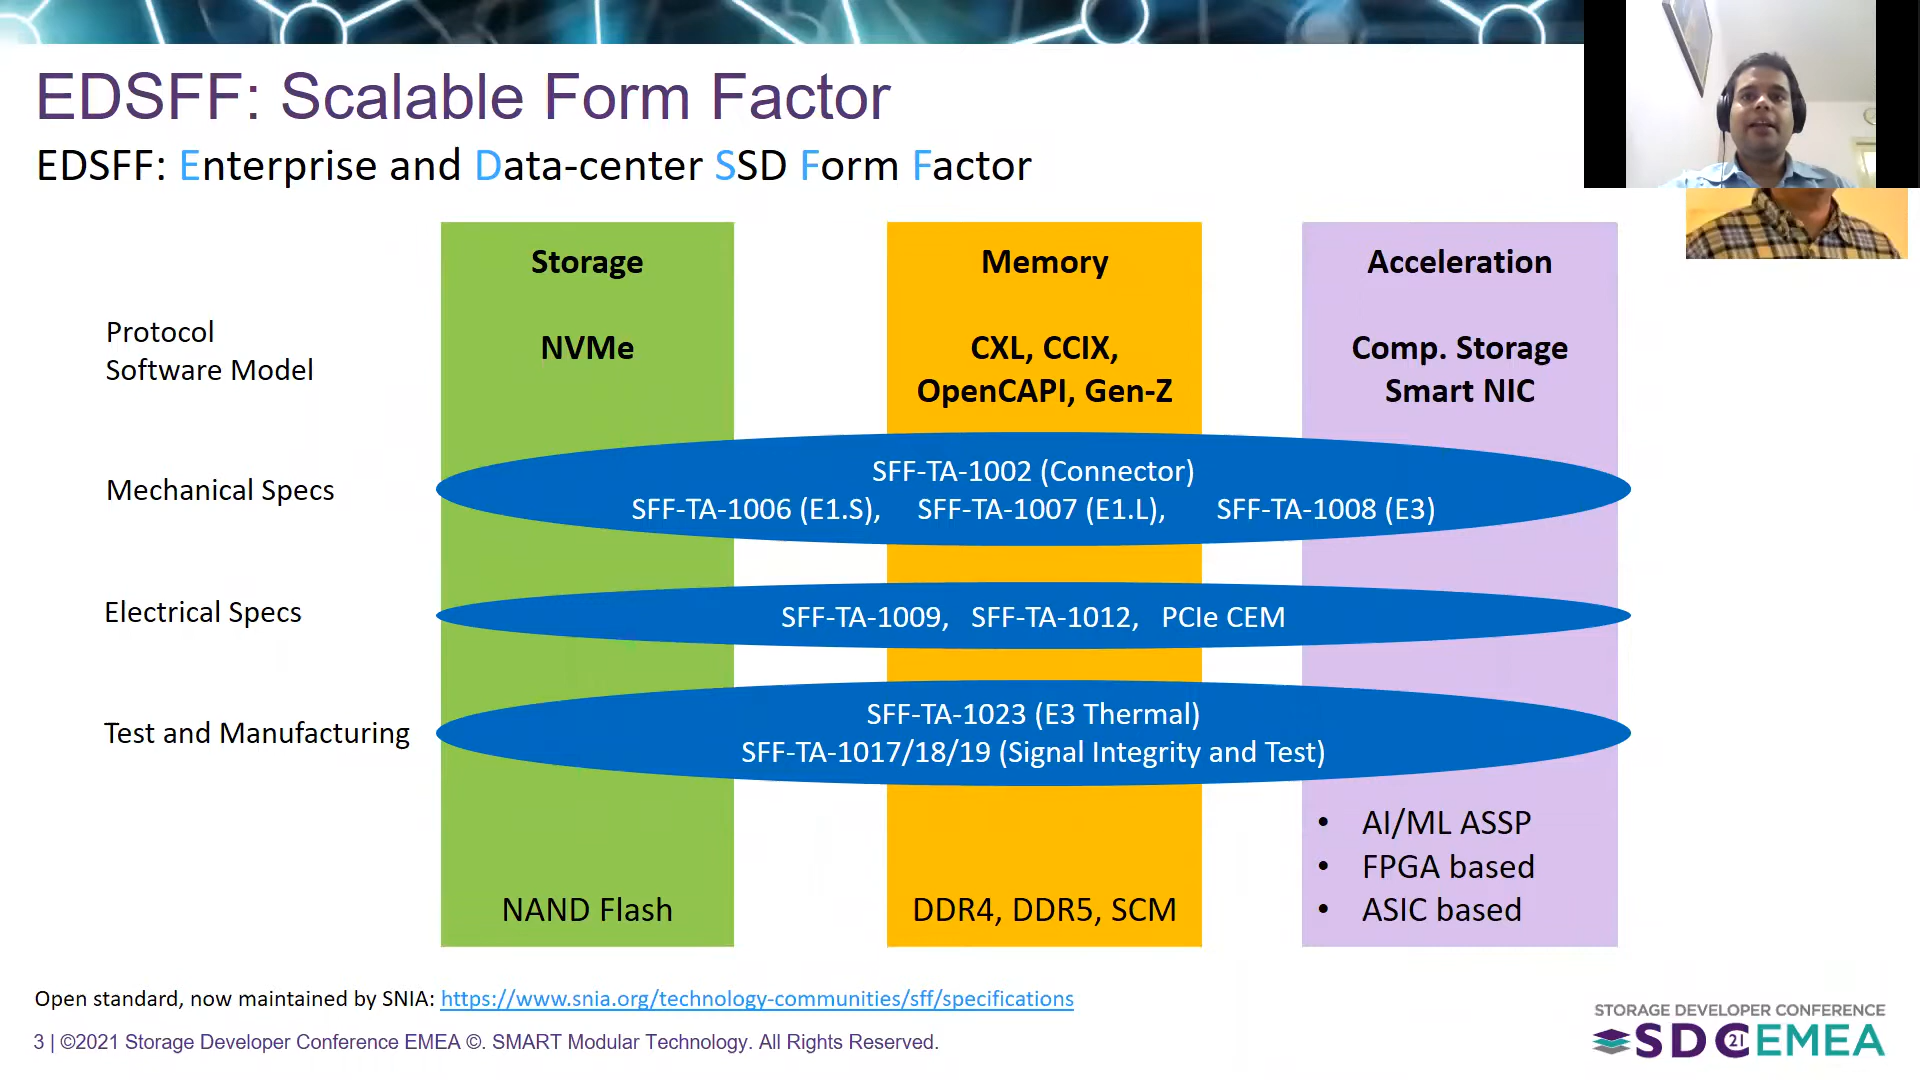 EDSFF: Scalable Form Factor
EDSFF: Enterprise and Data-center SSD Form Factor
Storage
Memory
Acceleration
Protocol
Software Model
NVMe
CXL, CCIX,
OpenCAPI, Gen-Z
Comp. Storage
Smart NIC
Mechanical Specs
SFF-TA-1002 (Connector)
SFF-TA-1006 (E1.S), SFF-TA-1007 (E1.L), SFF-TA-1008 (E3)
Electrical Specs
SFF-TA-1009, SFF-TA-1012, PCIe CEM
Test and Manufacturing
SFF-TA-1023 (E3 Thermal)
SFF-TA-1017/18/19 (Signal Integrity and Test)
NAND Flash
DDR4, DDR5, SCM
• AI/ML ASSP
• FPGA based
• ASIC based
Open standard, now maintained by SNIA: https://www.snia.org/technology-communities/sff/specifications
3 | ©2021 Storage Developer Conference EMEA ©. SMART Modular Technology. All Rights Reserved.
STORAGE DEVELOPER CONFERENCE
SDC 21 EMEA